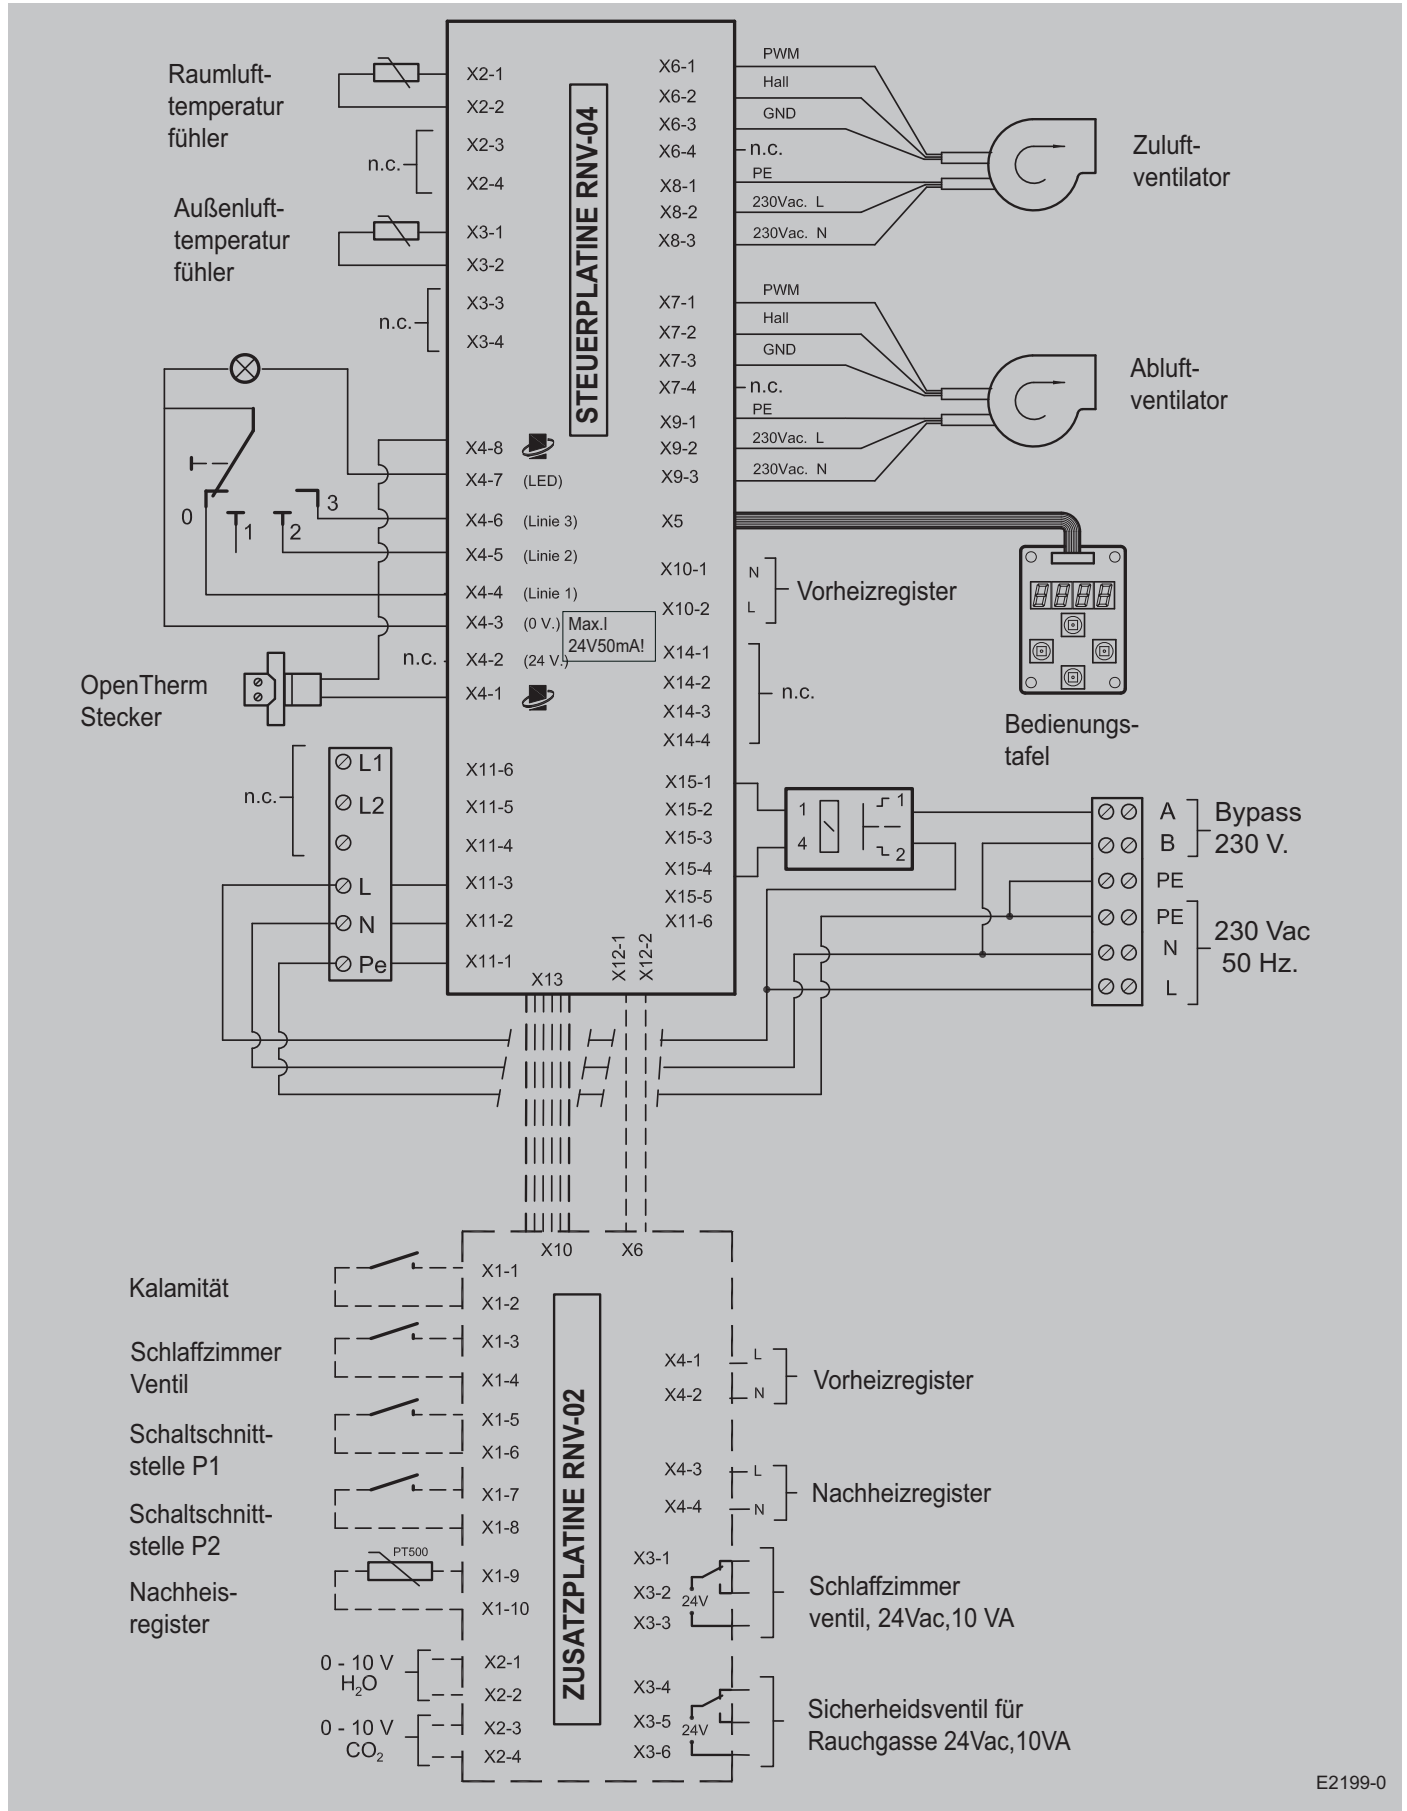 Raumluft-
temperatur
fühler
X2-1
X2-2
n.c.
X2-3
X2-4
Außenluft-
temperatur
fühler
X3-1
X3-2
n.c.
X3-3
X3-4
X4-8
X4-7 (LED)
X4-6 (Linie 3)
X4-5 (Linie 2)
X4-4 (Linie 1)
X4-3 (0 V.)
n.c. X4-2 (24 V.)
X4-1
Max.I
24V50mA!
0
1
2
3
OpenTherm
Stecker
n.c.
L1
L2
L
N
Pe
X11-6
X11-5
X11-4
X11-3
X11-2
X11-1
STEUERPLATINE RNV-04
X6-1 PWM
X6-2 Hall
X6-3 GND
X6-4 n.c.
X8-1 PE
X8-2 230Vac. L
X8-3 230Vac. N
Zuluft-
ventilator
X7-1 PWM
X7-2 Hall
X7-3 GND
X7-4 n.c.
X9-1 PE
X9-2 230Vac. L
X9-3 230Vac. N
Abluft-
ventilator
X5
Bedienungs-
tafel
X10-1 N
X10-2 L
Vorheizregister
X14-1
X14-2
X14-3
X14-4
n.c.
X15-1
X15-2
X15-3
X15-4
X15-5
X11-6
1
4
1
2
A
B
Bypass
230 V.
PE
PE
N
L
230 Vac
50 Hz.
X13
X12-1
X12-2
X10
X6
ZUSATZPLATINE RNV-02
Kalamität
X1-1
X1-2
Schlaffzimmer
Ventil
X1-3
X1-4
Schaltschnitt-
stelle P1
X1-5
X1-6
Schaltschnitt-
stelle P2
X1-7
X1-8
Nachheis-
register
PT500
X1-9
X1-10
0 - 10 V
H₂O
X2-1
X2-2
0 - 10 V
CO₂
X2-3
X2-4
X4-1 L
X4-2 N
Vorheizregister
X4-3 L
X4-4 N
Nachheizregister
X3-1
X3-2 24V
X3-3
Schlaffzimmer
ventil, 24Vac,10 VA
X3-4
X3-5 24V
X3-6
Sicherheidsventil für
Rauchgasse 24Vac,10VA
E2199-0